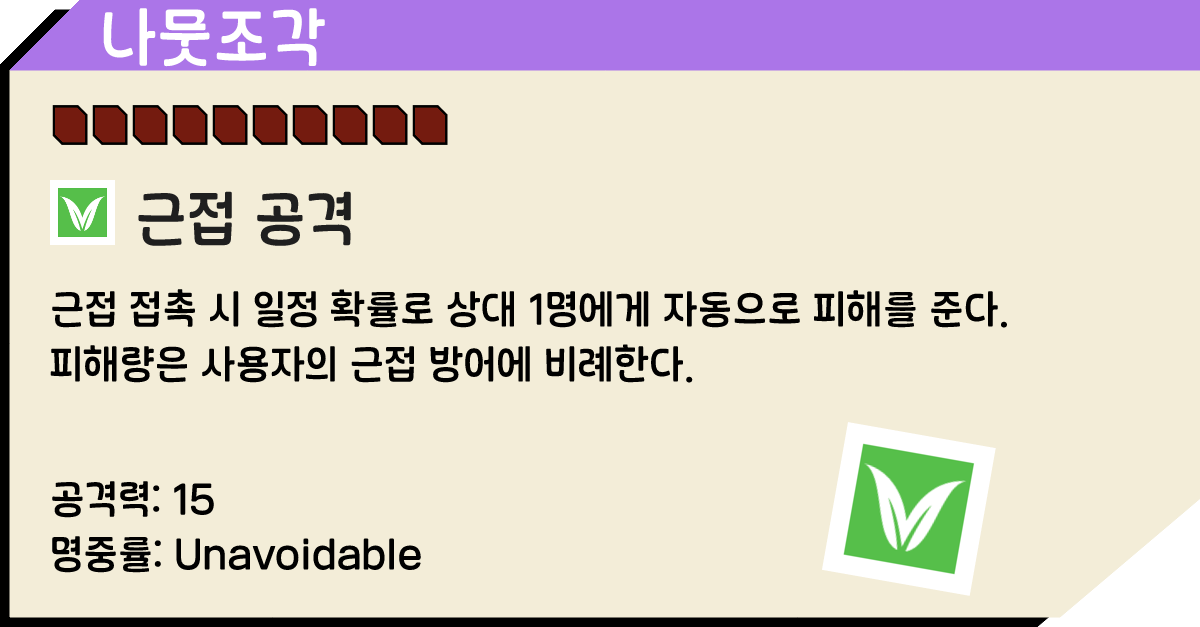 나뭇조각
근접 공격
근접 접촉 시 일정 확률로 상대 1명에게 자동으로 피해를 준다.
피해량은 사용자의 근접 방어에 비례한다.
공격력: 15
명중률: Unavoidable